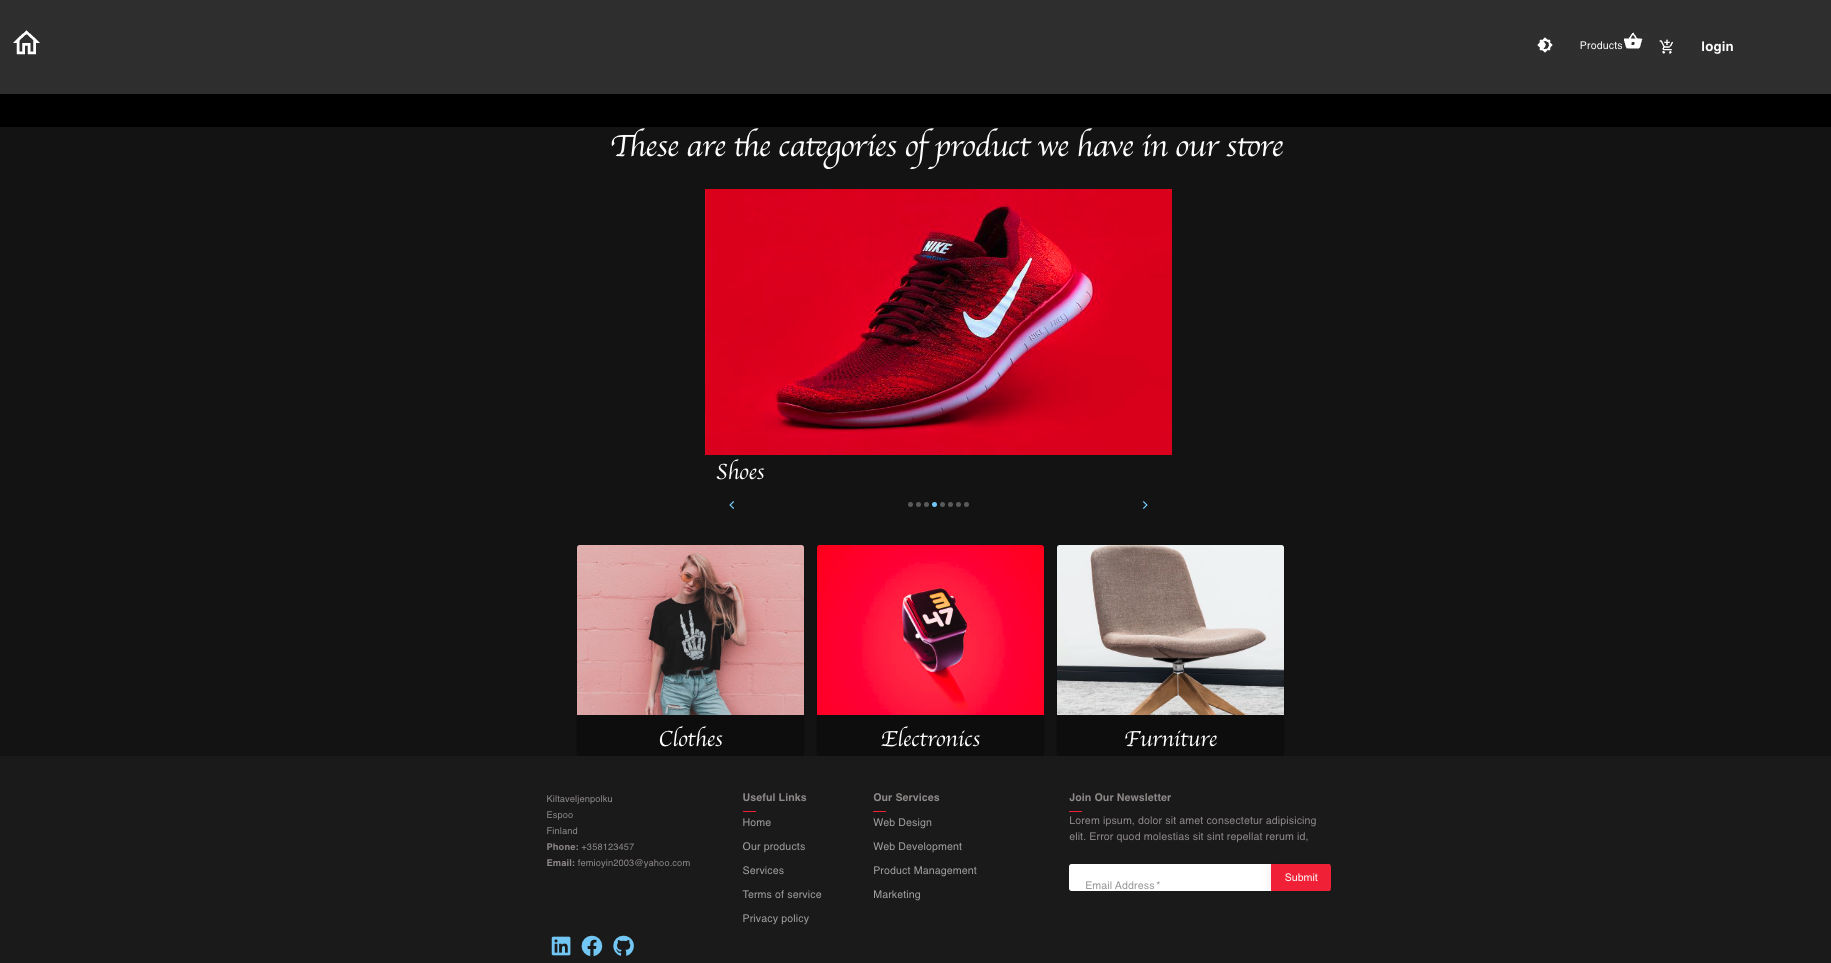 Products
login
These are the categories of product we have in our store
NIKE
Shoes
3
47
Clothes
Electronics
Furniture
Kiltaveljenpolku
Espoo
Finland
Phone: +358123457
Email: femioyin2003@yahoo.com
Useful Links
Home
Our products
Services
Terms of service
Privacy policy
Our Services
Web Design
Web Development
Product Management
Marketing
Join Our Newsletter
Lorem ipsum, dolor sit amet consectetur adipisicing
elit. Error quod molestias sit sint repellat rerum id,
Email Address *
Submit